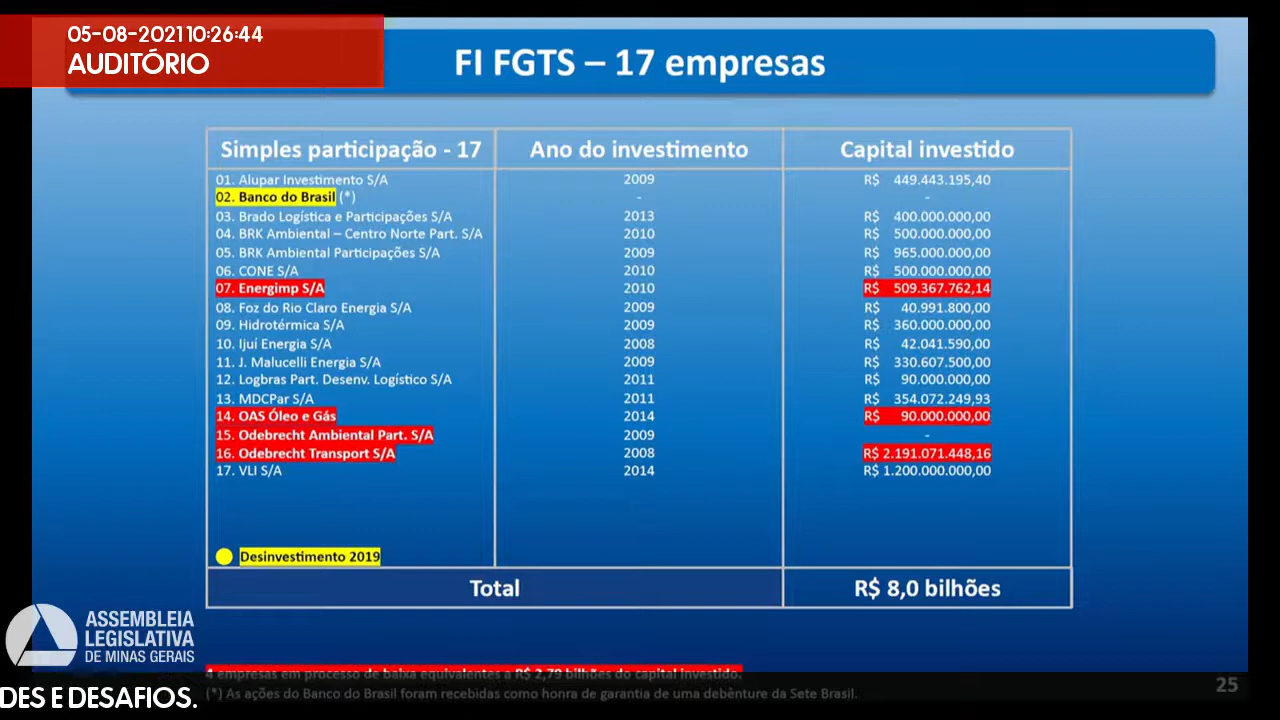 05-08-2021 10:26:44
AUDITÓRIO
FI FGTS – 17 empresas
Simples participação - 17 Ano do investimento Capital investido
01. Alupar Investimento S/A 2009 R$ 449.443.195,40
02. Banco do Brasil (*) - -
03. Brado Logística e Participações S/A 2013 R$ 400.000.000,00
04. BRK Ambiental – Centro Norte Part. S/A 2010 R$ 500.000.000,00
05. BRK Ambiental Participações S/A 2009 R$ 965.000.000,00
06. CONE S/A 2010 R$ 500.000.000,00
07. Energimp S/A 2010 R$ 509.367.762,14
08. Foz do Rio Claro Energia S/A 2009 R$ 40.991.800,00
09. Hidrotérmica S/A 2009 R$ 360.000.000,00
10. Ijuí Energia S/A 2008 R$ 42.041.590,00
11. J. Malucelli Energia S/A 2009 R$ 330.607.500,00
12. Logbras Part. Desenv. Logístico S/A 2011 R$ 90.000.000,00
13. MDCPar S/A 2011 R$ 354.072.249,93
14. OAS Óleo e Gás 2014 R$ 90.000.000,00
15. Odebrecht Ambiental Part. S/A 2009 -
16. Odebrecht Transport S/A 2008 R$ 2.191.071.448,16
17. VLI S/A 2014 R$ 1.200.000.000,00
Desinvestimento 2019
Total R$ 8,0 bilhões
ASSEMBLEIA
LEGISLATIVA
DE MINAS GERAIS
4 empresas em processo de baixa equivalentes a R$ 2,79 bilhões do capital investido.
(*) As ações do Banco do Brasil foram recebidas como honra de garantia de uma debênture da Sete Brasil.
25
DES E DESAFIOS.